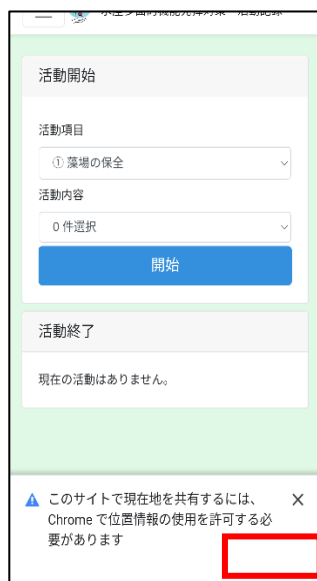 活動開始
活動項目
① 藻場の保全
活動内容
0 件選択
開始
活動終了
現在の活動はありません。
このサイトで現在地を共有するには、
Chrome で位置情報の使用を許可する必
要があります